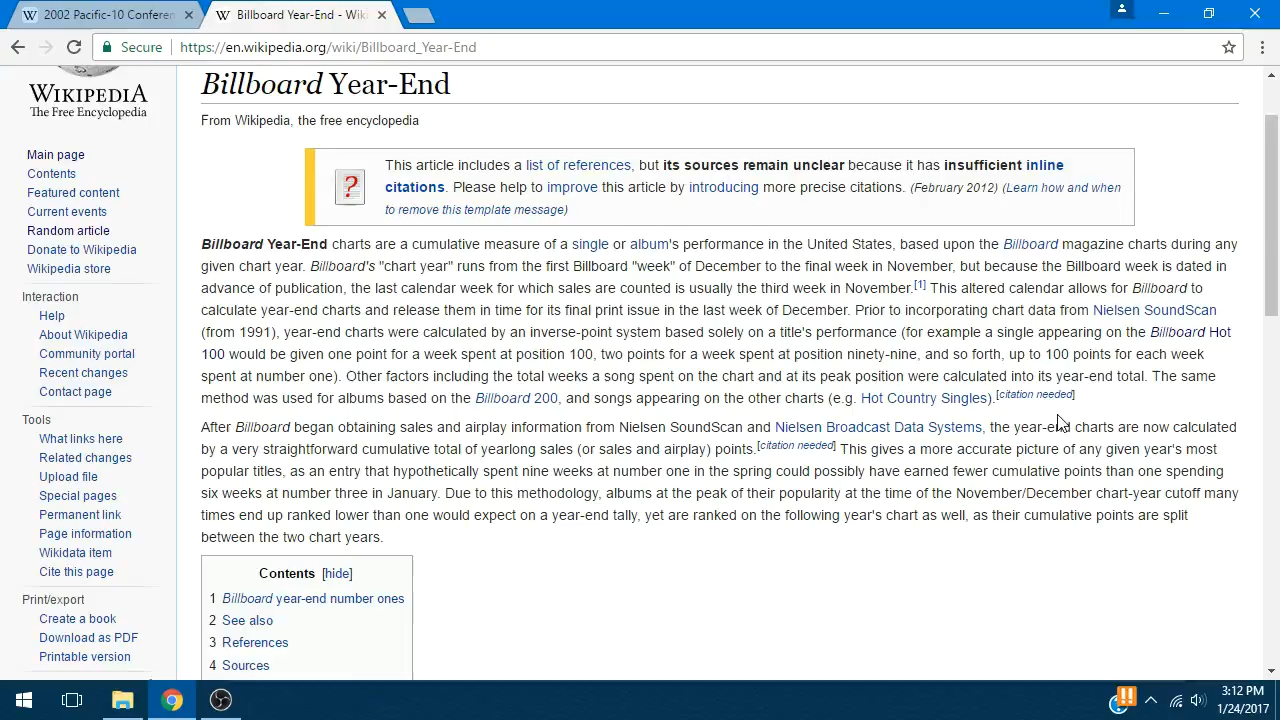 2002 Pacific-10 Conferen
Billboard Year-End - Wiki
Secure
https://en.wikipedia.org/wiki/Billboard_Year-End
WIKIPEDIA
The Free Encyclopedia
Main page
Contents
Featured content
Current events
Random article
Donate to Wikipedia
Wikipedia store
Interaction
Help
About Wikipedia
Community portal
Recent changes
Contact page
Tools
What links here
Related changes
Upload file
Special pages
Permanent link
Page information
Wikidata item
Cite this page
Print/export
Create a book
Download as PDF
Printable version
Billboard Year-End
From Wikipedia, the free encyclopedia
This article includes a list of references, but its sources remain unclear because it has insufficient inline
citations. Please help to improve this article by introducing more precise citations. (February 2012) (Learn how and when
to remove this template message)
Billboard Year-End charts are a cumulative measure of a single or album's performance in the United States, based upon the Billboard magazine charts during any
given chart year. Billboard's "chart year" runs from the first Billboard "week" of December to the final week in November, but because the Billboard week is dated in
advance of publication, the last calendar week for which sales are counted is usually the third week in November.[1] This altered calendar allows for Billboard to
calculate year-end charts and release them in time for its final print issue in the last week of December. Prior to incorporating chart data from Nielsen SoundScan
(from 1991), year-end charts were calculated by an inverse-point system based solely on a title's performance (for example a single appearing on the Billboard Hot
100 would be given one point for a week spent at position 100, two points for a week spent at position ninety-nine, and so forth, up to 100 points for each week
spent at number one). Other factors including the total weeks a song spent on the chart and at its peak position were calculated into its year-end total. The same
method was used for albums based on the Billboard 200, and songs appearing on the other charts (e.g. Hot Country Singles).[citation needed]
After Billboard began obtaining sales and airplay information from Nielsen SoundScan and Nielsen Broadcast Data Systems, the year-end charts are now calculated
by a very straightforward cumulative total of yearlong sales (or sales and airplay) points.[citation needed] This gives a more accurate picture of any given year's most
popular titles, as an entry that hypothetically spent nine weeks at number one in the spring could possibly have earned fewer cumulative points than one spending
six weeks at number three in January. Due to this methodology, albums at the peak of their popularity at the time of the November/December chart-year cutoff many
times end up ranked lower than one would expect on a year-end tally, yet are ranked on the following year's chart as well, as their cumulative points are split
between the two chart years.
Contents [hide]
1 Billboard year-end number ones
2 See also
3 References
4 Sources
3:12 PM
1/24/2017